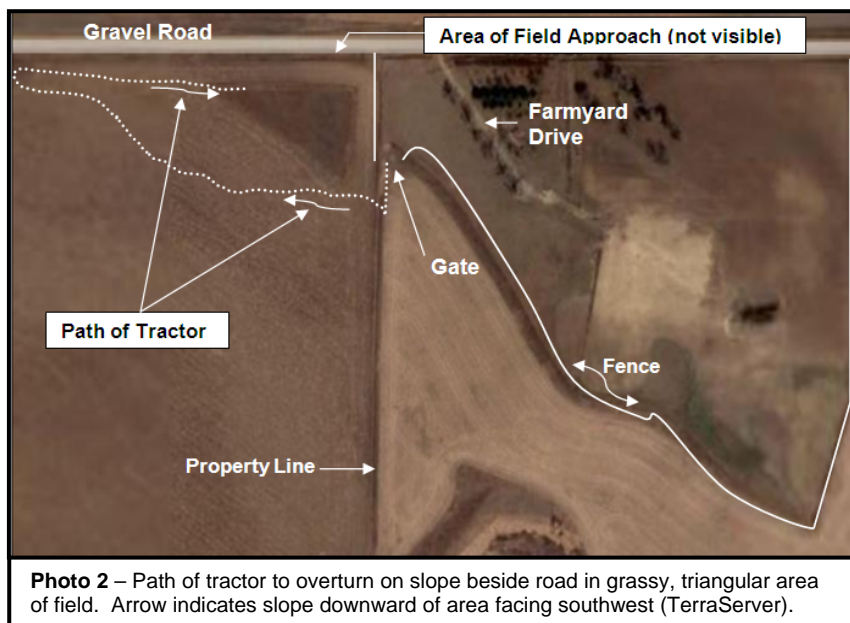 Gravel Road
Area of Field Approach (not visible)
Farmyard
Drive
Gate
Path of Tractor
Fence
Property Line
Photo 2 – Path of tractor to overturn on slope beside road in grassy, triangular area
of field. Arrow indicates slope downward of area facing southwest (TerraServer).